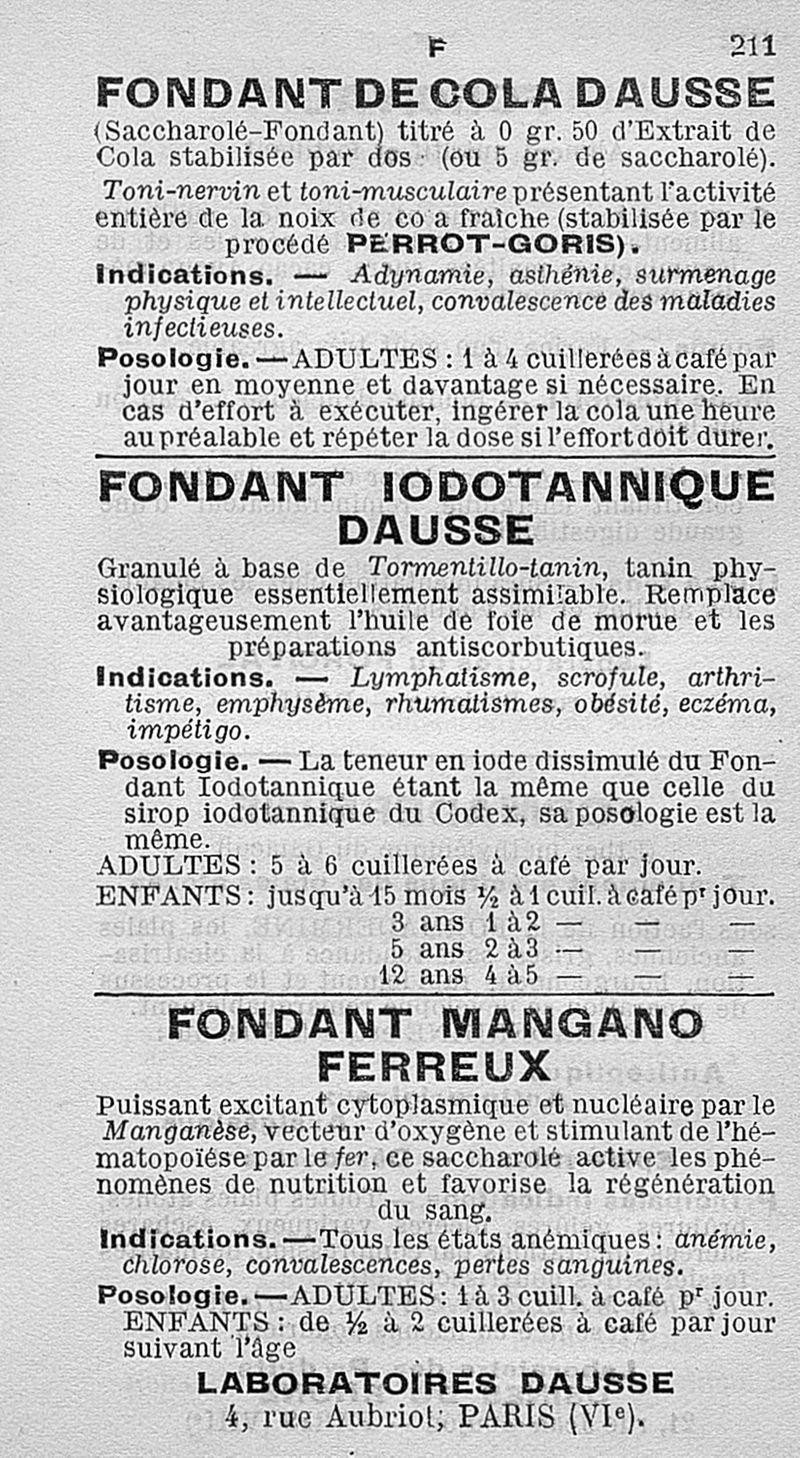 F 211
FONDANT DE COLA DAUSSE
(Saccharolé-Fondant) titré à 0 gr. 50 d'Extrait de
Cola stabilisée par dos (ou 5 gr. de saccharolé).
Toni-nervin et toni-musculaire présentant l'activité
entière de la noix de co a fraîche (stabilisée par le
procédé PERROT-GORIS).
Indications. — Adynamie, asthénie, surmenage
physique et intellectuel, convalescence des maladies
infectieuses.
Posologie. — ADULTES : 1 à 4 cuillerées à café par
jour en moyenne et davantage si nécessaire. En
cas d'effort à exécuter, ingérer la cola une heure
au préalable et répéter la dose si l'effort doit durer.
FONDANT IODOTANNIQUE
DAUSSE
Granulé à base de Tormentillo-tanin, tanin phy-
siologique essentiellement assimilable. Remplace
avantageusement l'huile de foie de morue et les
préparations antiscorbutiques.
Indications. — Lymphatisme, scrofule, arthri-
tisme, emphysème, rhumatismes, obésité, eczéma,
impétigo.
Posologie. — La teneur en iode dissimulé du Fon-
dant Iodotannique étant la même que celle du
sirop iodotannique du Codex, sa posologie est la
même.
ADULTES : 5 à 6 cuillerées à café par jour.
ENFANTS : jusqu'à 15 mois ½ à 1 cuil. à café pr jour.
3 ans 1 à 2 — — —
5 ans 2 à 3 — — —
12 ans 4 à 5 — — —
FONDANT MANGANO
FERREUX
Puissant excitant cytoplasmique et nucléaire par le
Manganèse, vecteur d'oxygène et stimulant de l'hé-
matopoïése par le fer, ce saccharolé active les phé-
nomènes de nutrition et favorise la régénération
du sang.
Indications. — Tous les états anémiques : anémie,
chlorose, convalescences, pertes sanguines.
Posologie. — ADULTES : 1 à 3 cuill. à café pr jour.
ENFANTS : de ½ à 2 cuillerées à café par jour
suivant l'âge
LABORATOIRES DAUSSE
4, rue Aubriot; PARIS (VIe).